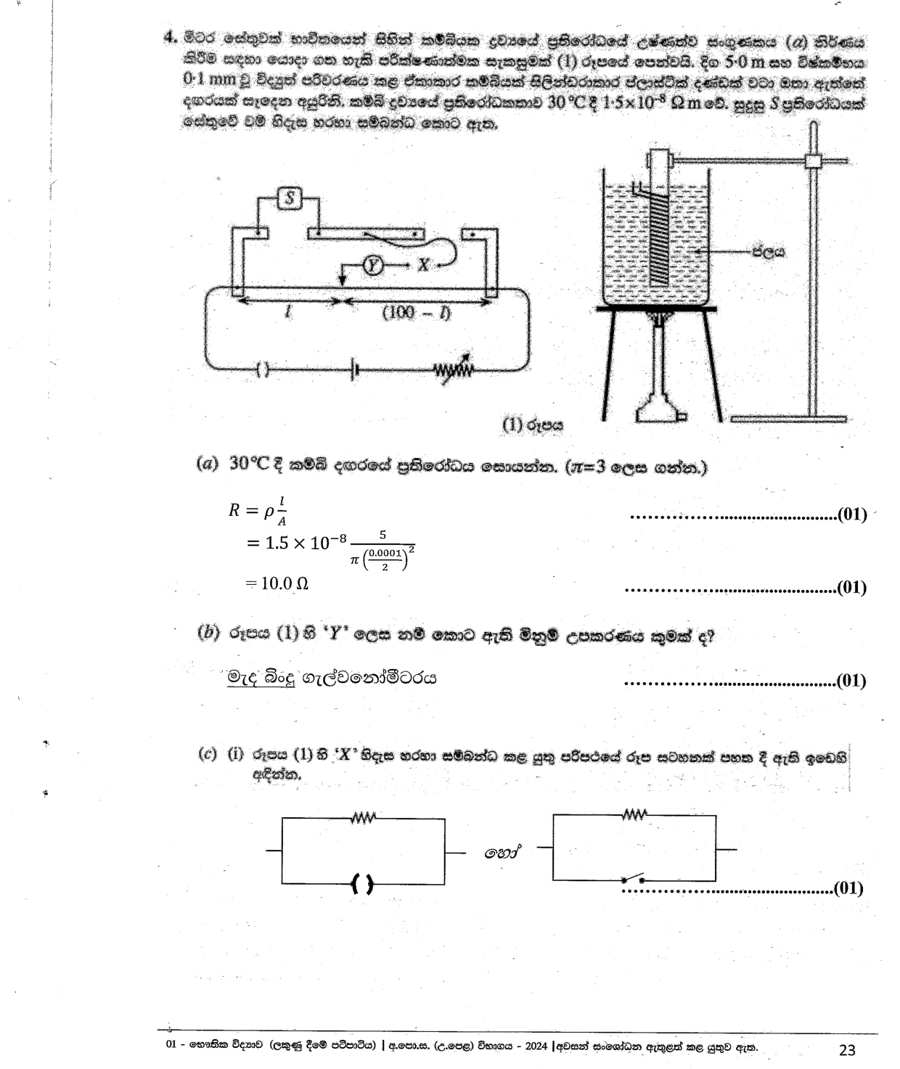 4. මීටර සේතුවක් භාවිතයෙන් සිහින් කම්බියක ද්‍රව්‍යයේ ප්‍රතිරෝධයේ උෂ්ණත්ව සංගුණකය (α) නිර්ණය
කිරීම සඳහා යොදා ගත හැකි පරීක්ෂණාත්මක සැකසුමක් (1) රූපයේ පෙන්වයි. දිග 5·0 m සහ විෂ්කම්භය
0·1 mm වූ විද්‍යුත් පරිවරණය කළ ඒකාකාර කම්බියක් සිලින්ඩරාකාර ප්ලාස්ටික් දණ්ඩක් වටා ඔතා ඇත්තේ
දඟරයක් සෑදෙන අයුරිනි. කම්බි ද්‍රව්‍යයේ ප්‍රතිරෝධකතාව 30 °C දී 1·5×10⁻⁸ Ω m වේ. සුදුසු S ප්‍රතිරෝධයක්
සේතුවේ වම් හිදැස හරහා සම්බන්ධ කොට ඇත.
S
Y
X
l
(100 – l)
ජලය
(1) රූපය
(a) 30°C දී කම්බි දඟරයේ ප්‍රතිරෝධය සොයන්න. (π=3 ලෙස ගන්න.)
R = ρ l/A ........................................(01)
= 1.5 × 10⁻⁸ 5/π(0.0001/2)²
= 10.0 Ω ........................................(01)
(b) රූපය (1) හි ‘Y’ ලෙස නම් කොට ඇති මිනුම් උපකරණය කුමක් ද?
මැද බිංදු ගැල්වනෝමීටරය ........................................(01)
(c) (i) රූපය (1) හි ‘X’ හිදැස හරහා සම්බන්ධ කළ යුතු පරිපථයේ රූප සටහනක් පහත දී ඇති ඉඩෙහි
අඳින්න.
හෝ
........................................(01)
01 - භෞතික විද්‍යාව (ලකුණු දීමේ පටිපාටිය) | අ.පො.ස. (උ.පෙළ) විභාගය - 2024 | අවසන් සංශෝධන ඇතුළත් කළ යුතුව ඇත.
23